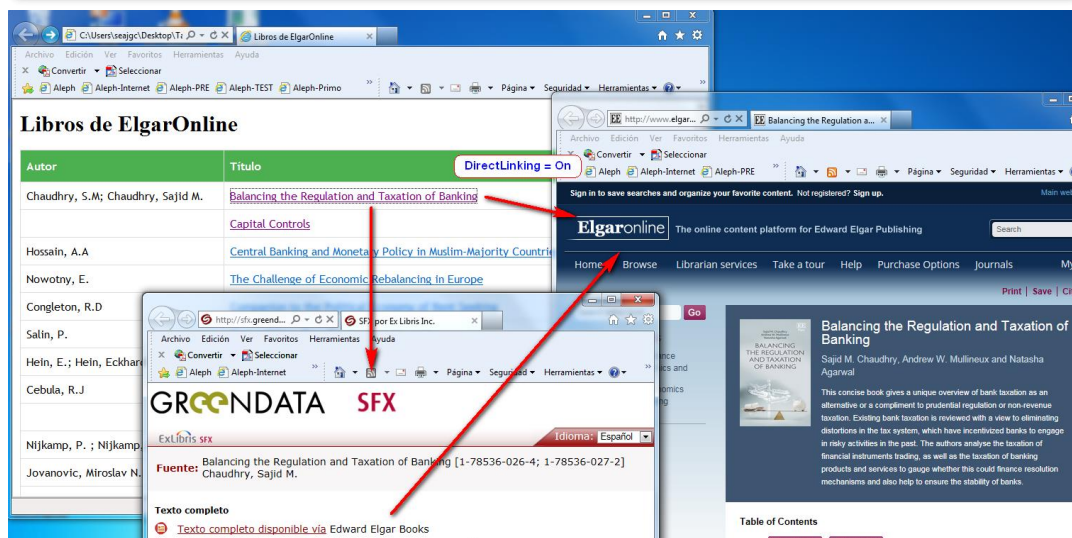 C:\Users\seajgc\Desktop\Ta
Libros de ElgarOnline
Archivo Edición Ver Favoritos Herramientas Ayuda
Convertir Seleccionar
Aleph Aleph-Internet Aleph-PRE Aleph-TEST Aleph-Primo Página Seguridad Herramientas
Libros de ElgarOnline
Autor Título
DirectLinking = On
Chaudhry, S.M; Chaudhry, Sajid M. Balancing the Regulation and Taxation of Banking
Capital Controls
Hossain, A.A Central Banking and Monetary Policy in Muslim-Majority Countrie
Nowotny, E. The Challenge of Economic Rebalancing in Europe
Congleton, R.D
Salin, P.
Hein, E.; Hein, Eckhar
Cebula, R.J
Nijkamp, P. ; Nijkamp,
Jovanovic, Miroslav N.
http://www.elgar...
Balancing the Regulation a...
Archivo Edición Ver Favoritos Herramientas Ayuda
Convertir Seleccionar
Aleph Aleph-Internet Aleph-PRE Página Seguridad Herramientas
Sign in to save searches and organize your favorite content. Not registered? Sign up. Main we
Elgaronline The online content platform for Edward Elgar Publishing Search
Home Browse Librarian services Take a tour Help Purchase Options Journals My
Print | Save | Ci
Go
Balancing the Regulation and Taxation of
Banking
Sajid M. Chaudhry, Andrew W. Mullineux and Natasha
Agarwal
This concise book gives a unique overview of bank taxation as an
alternative or a compliment to prudential regulation or non-revenue
taxation. Existing bank taxation is reviewed with a view to eliminating
distortions in the tax system, which have incentivized banks to engage
in risky activities in the past. The authors analyse the taxation of
financial instruments trading, as well as the taxation of banking
products and services to gauge whether this could finance resolution
mechanisms and also help to ensure the stability of banks.
BALANCING
THE REGULATION
AND TAXATION
OF BANKING
Table of Contents
http://sfx.greend...
SFX por Ex Libris Inc.
Archivo Edición Ver Favoritos Herramientas Ayuda
Convertir Seleccionar
Aleph Aleph-Internet Página Seguridad Herramientas
GREENDATA SFX
ExLibris SFX
Idioma: Español
Fuente: Balancing the Regulation and Taxation of Banking [1-78536-026-4; 1-78536-027-2]
Chaudhry, Sajid M.
Texto completo
Texto completo disponible vía Edward Elgar Books